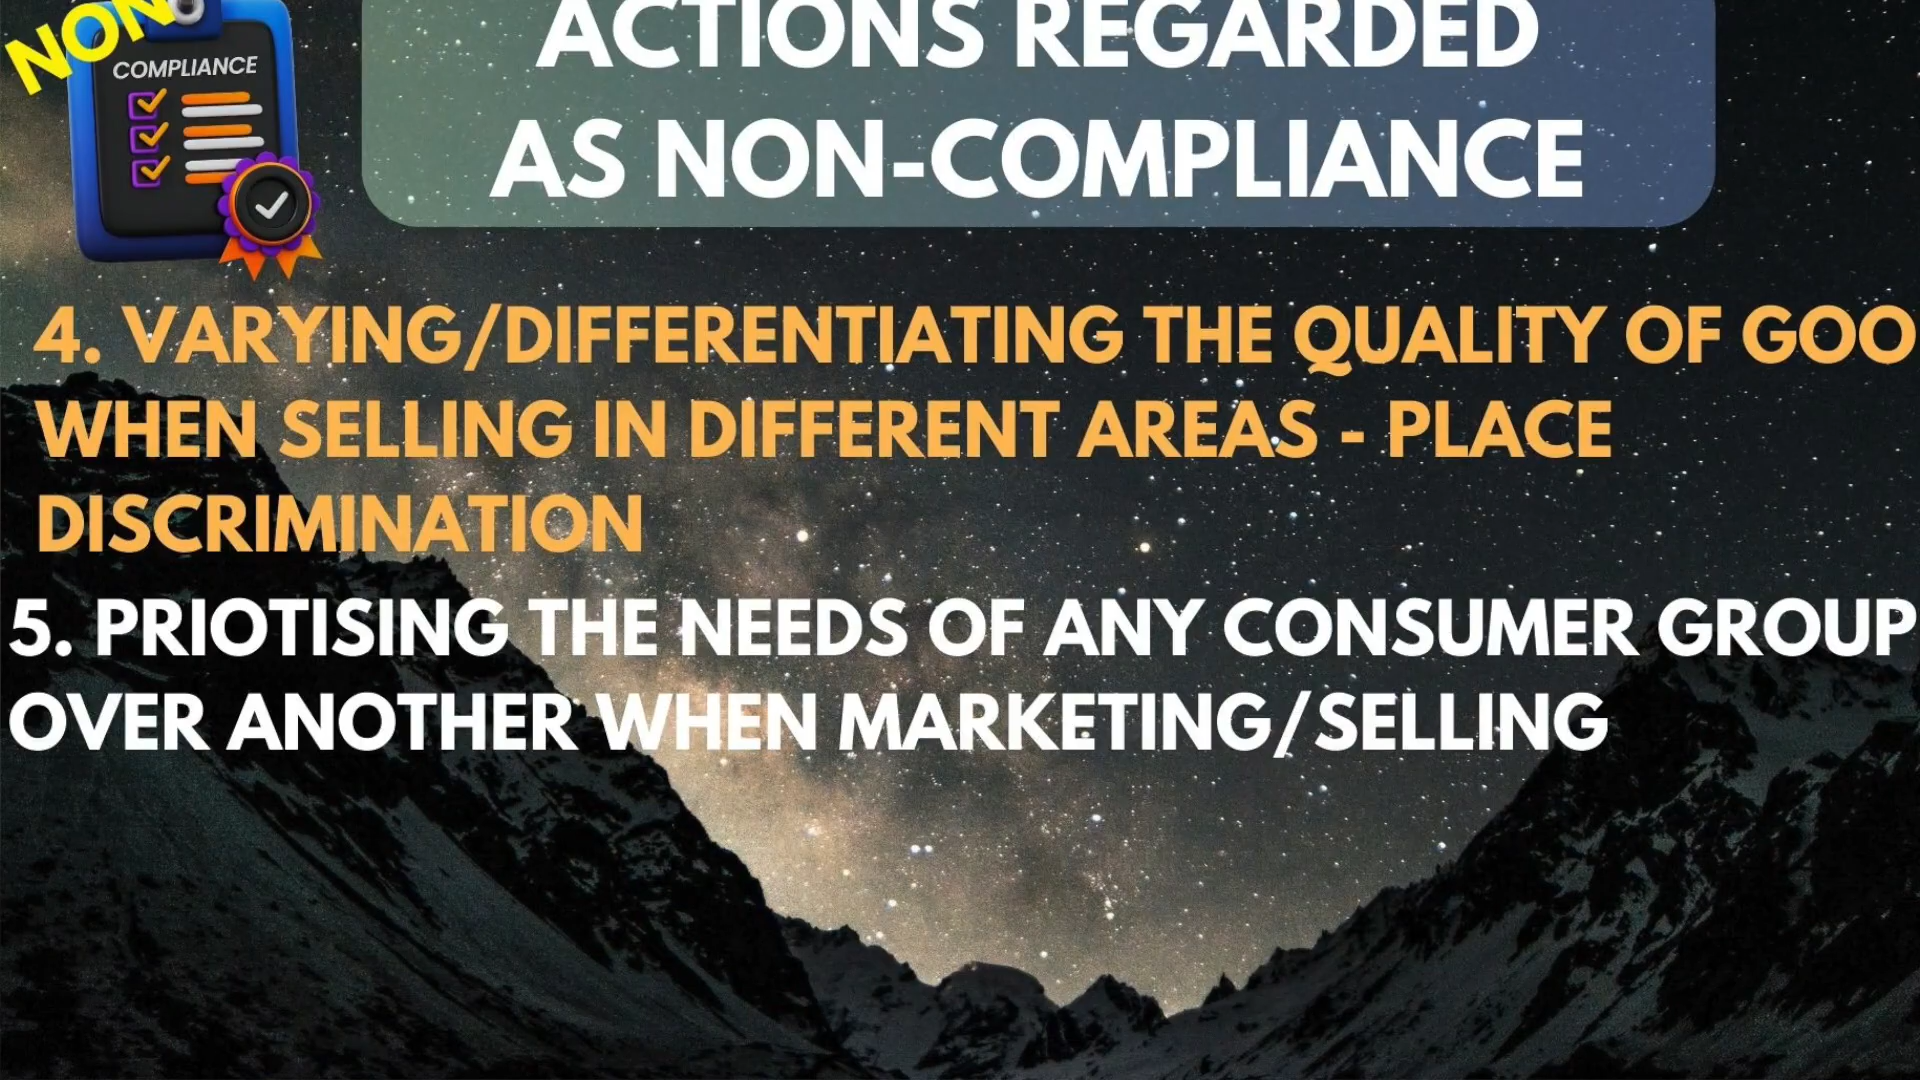 NON
COMPLIANCE
ACTIONS REGARDED
AS NON-COMPLIANCE
4. VARYING/DIFFERENTIATING THE QUALITY OF GOO
WHEN SELLING IN DIFFERENT AREAS - PLACE
DISCRIMINATION
5. PRIOTISING THE NEEDS OF ANY CONSUMER GROUP
OVER ANOTHER WHEN MARKETING/SELLING